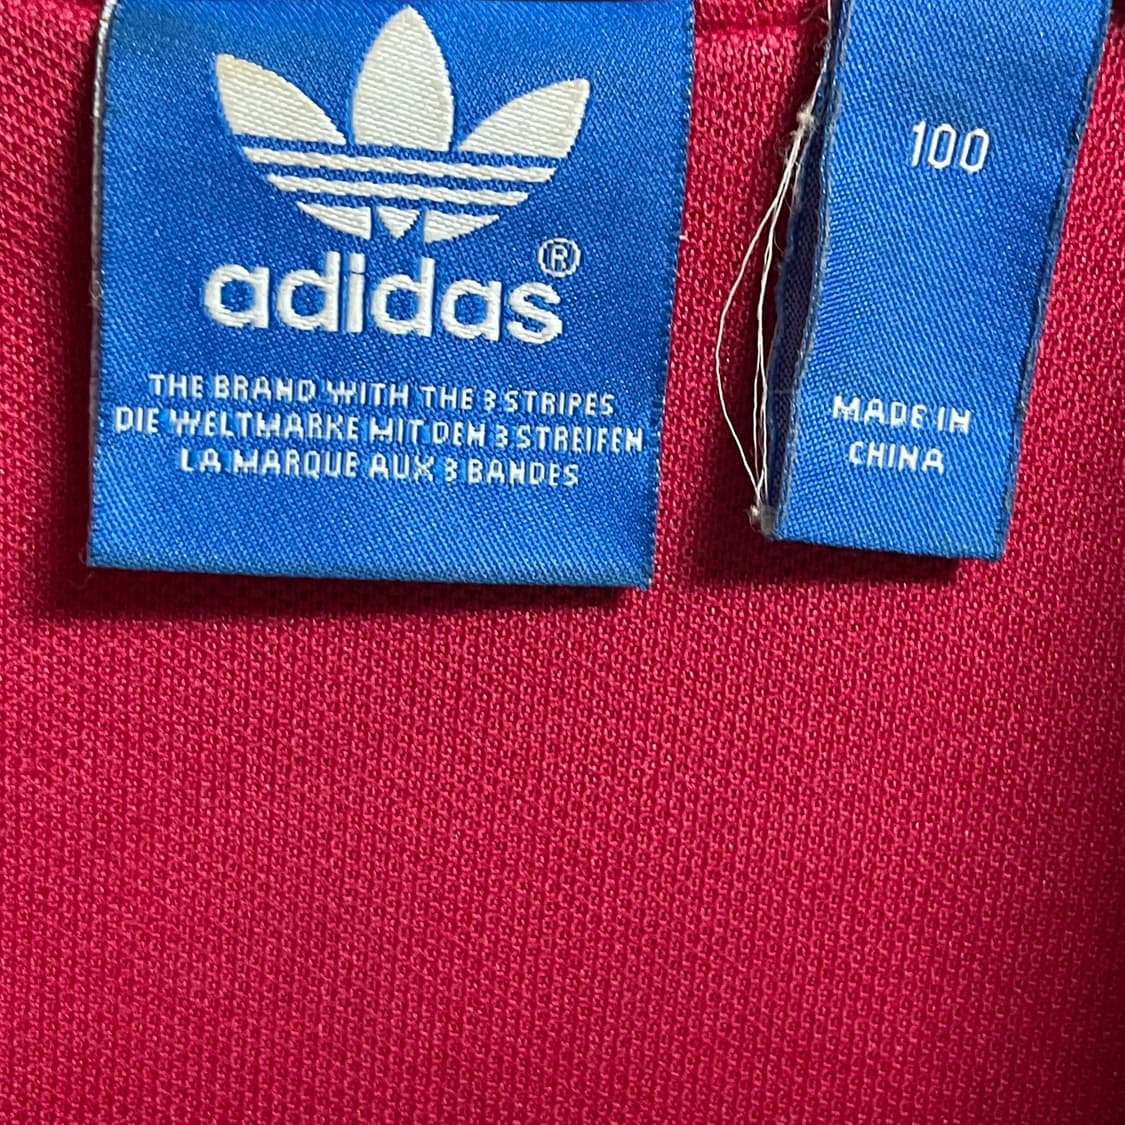 adidas®
THE BRAND WITH THE 3 STRIPES
DIE WELTMARKE MIT DEN 3 STREIFEN
LA MARQUE AUX 3 BANDES
100
MADE IN
CHINA